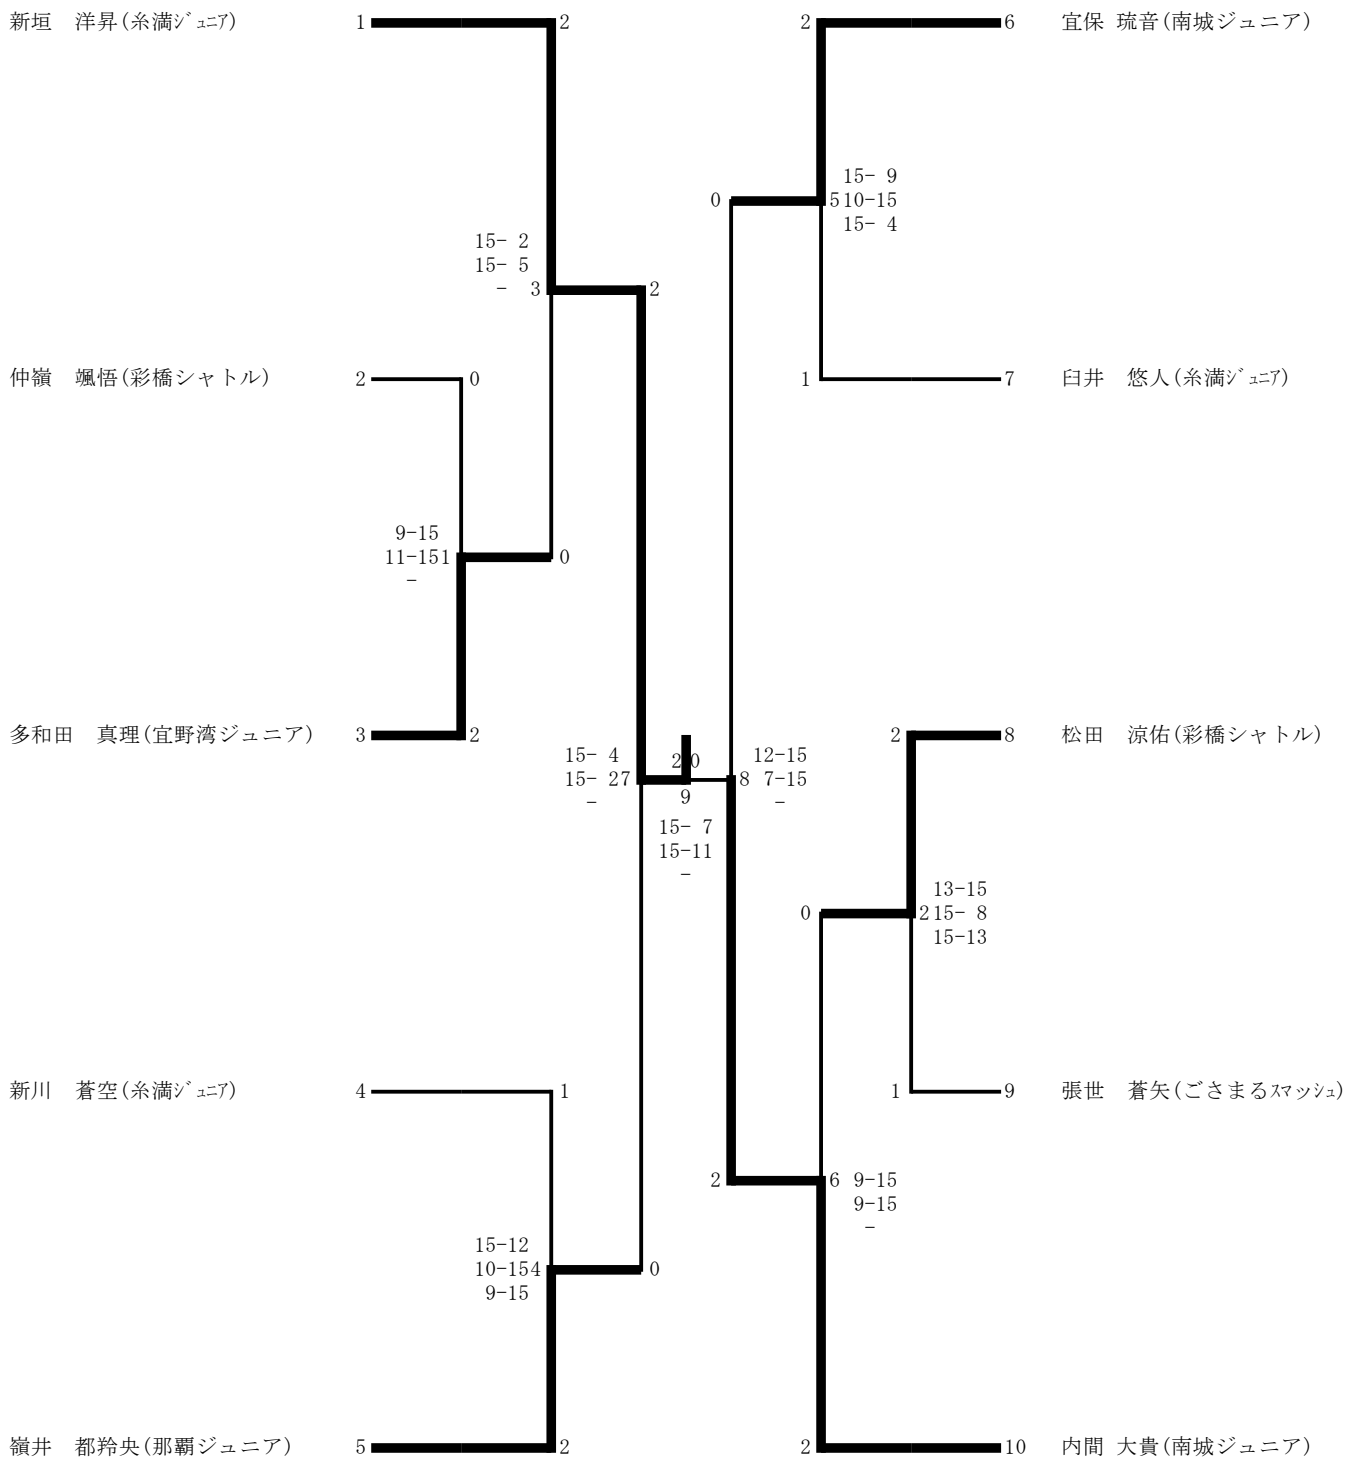 新垣　洋昇(糸満ｼﾞｭﾆｱ) 1 2 2 6 宜保 琉音(南城ジュニア)
15- 9
0 5 10-15
15- 4
15- 2
15- 5
- 3 2
仲嶺　颯悟(彩橋シャトル) 2 0 1 7 臼井　悠人(糸満ｼﾞｭﾆｱ)
9-15
11-15 1 0
-
多和田　真理(宜野湾ジュニア) 3 2 2 8 松田　涼佑(彩橋シャトル)
15- 4 2 0 12-15
15- 2 7 8 7-15
- 9 -
15- 7
15-11
-
13-15
0 2 15- 8
15-13
新川　蒼空(糸満ｼﾞｭﾆｱ) 4 1 1 9 張世　蒼矢(ごさまるｽﾏｯｼｭ)
2 6 9-15
9-15
-
15-12
10-15 4 0
9-15
嶺井　都羚央(那覇ジュニア) 5 2 2 10 内間 大貴(南城ジュニア)